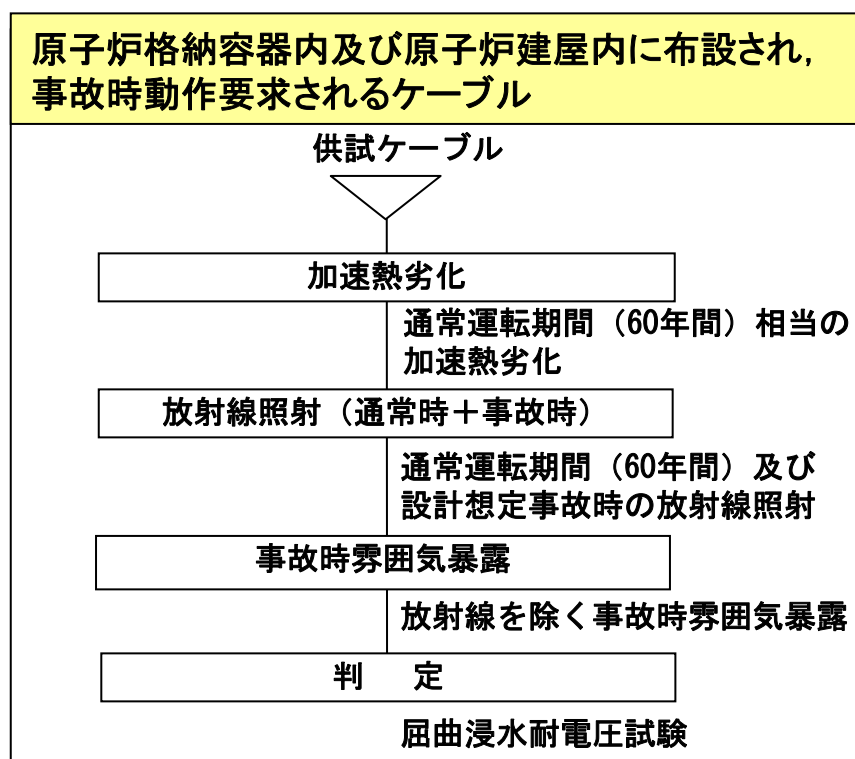 原子炉格納容器内及び原子炉建屋内に布設され，
事故時動作要求されるケーブル
供試ケーブル
加速熱劣化
通常運転期間（60年間）相当の
加速熱劣化
放射線照射（通常時＋事故時）
通常運転期間（60年間）及び
設計想定事故時の放射線照射
事故時雰囲気暴露
放射線を除く事故時雰囲気暴露
判　定
屈曲浸水耐電圧試験